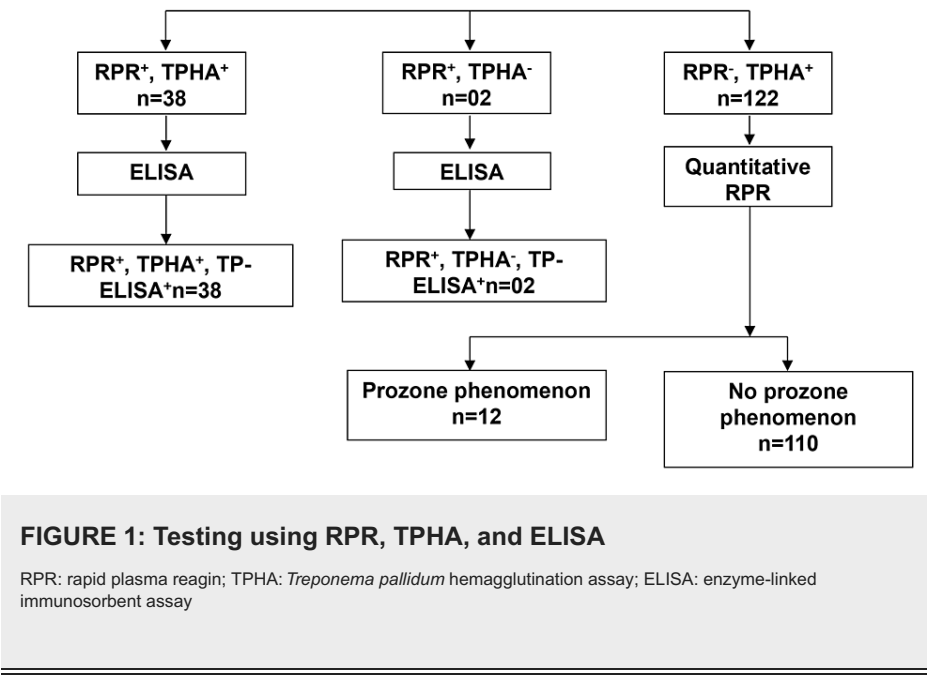 RPR⁺, TPHA⁺
n=38
RPR⁺, TPHA⁻
n=02
RPR⁻, TPHA⁺
n=122
ELISA
ELISA
Quantitative
RPR
RPR⁺, TPHA⁺, TP-
ELISA⁺n=38
RPR⁺, TPHA⁻, TP-
ELISA⁺n=02
Prozone phenomenon
n=12
No prozone
phenomenon
n=110
FIGURE 1: Testing using RPR, TPHA, and ELISA
RPR: rapid plasma reagin; TPHA: Treponema pallidum hemagglutination assay; ELISA: enzyme-linked
immunosorbent assay